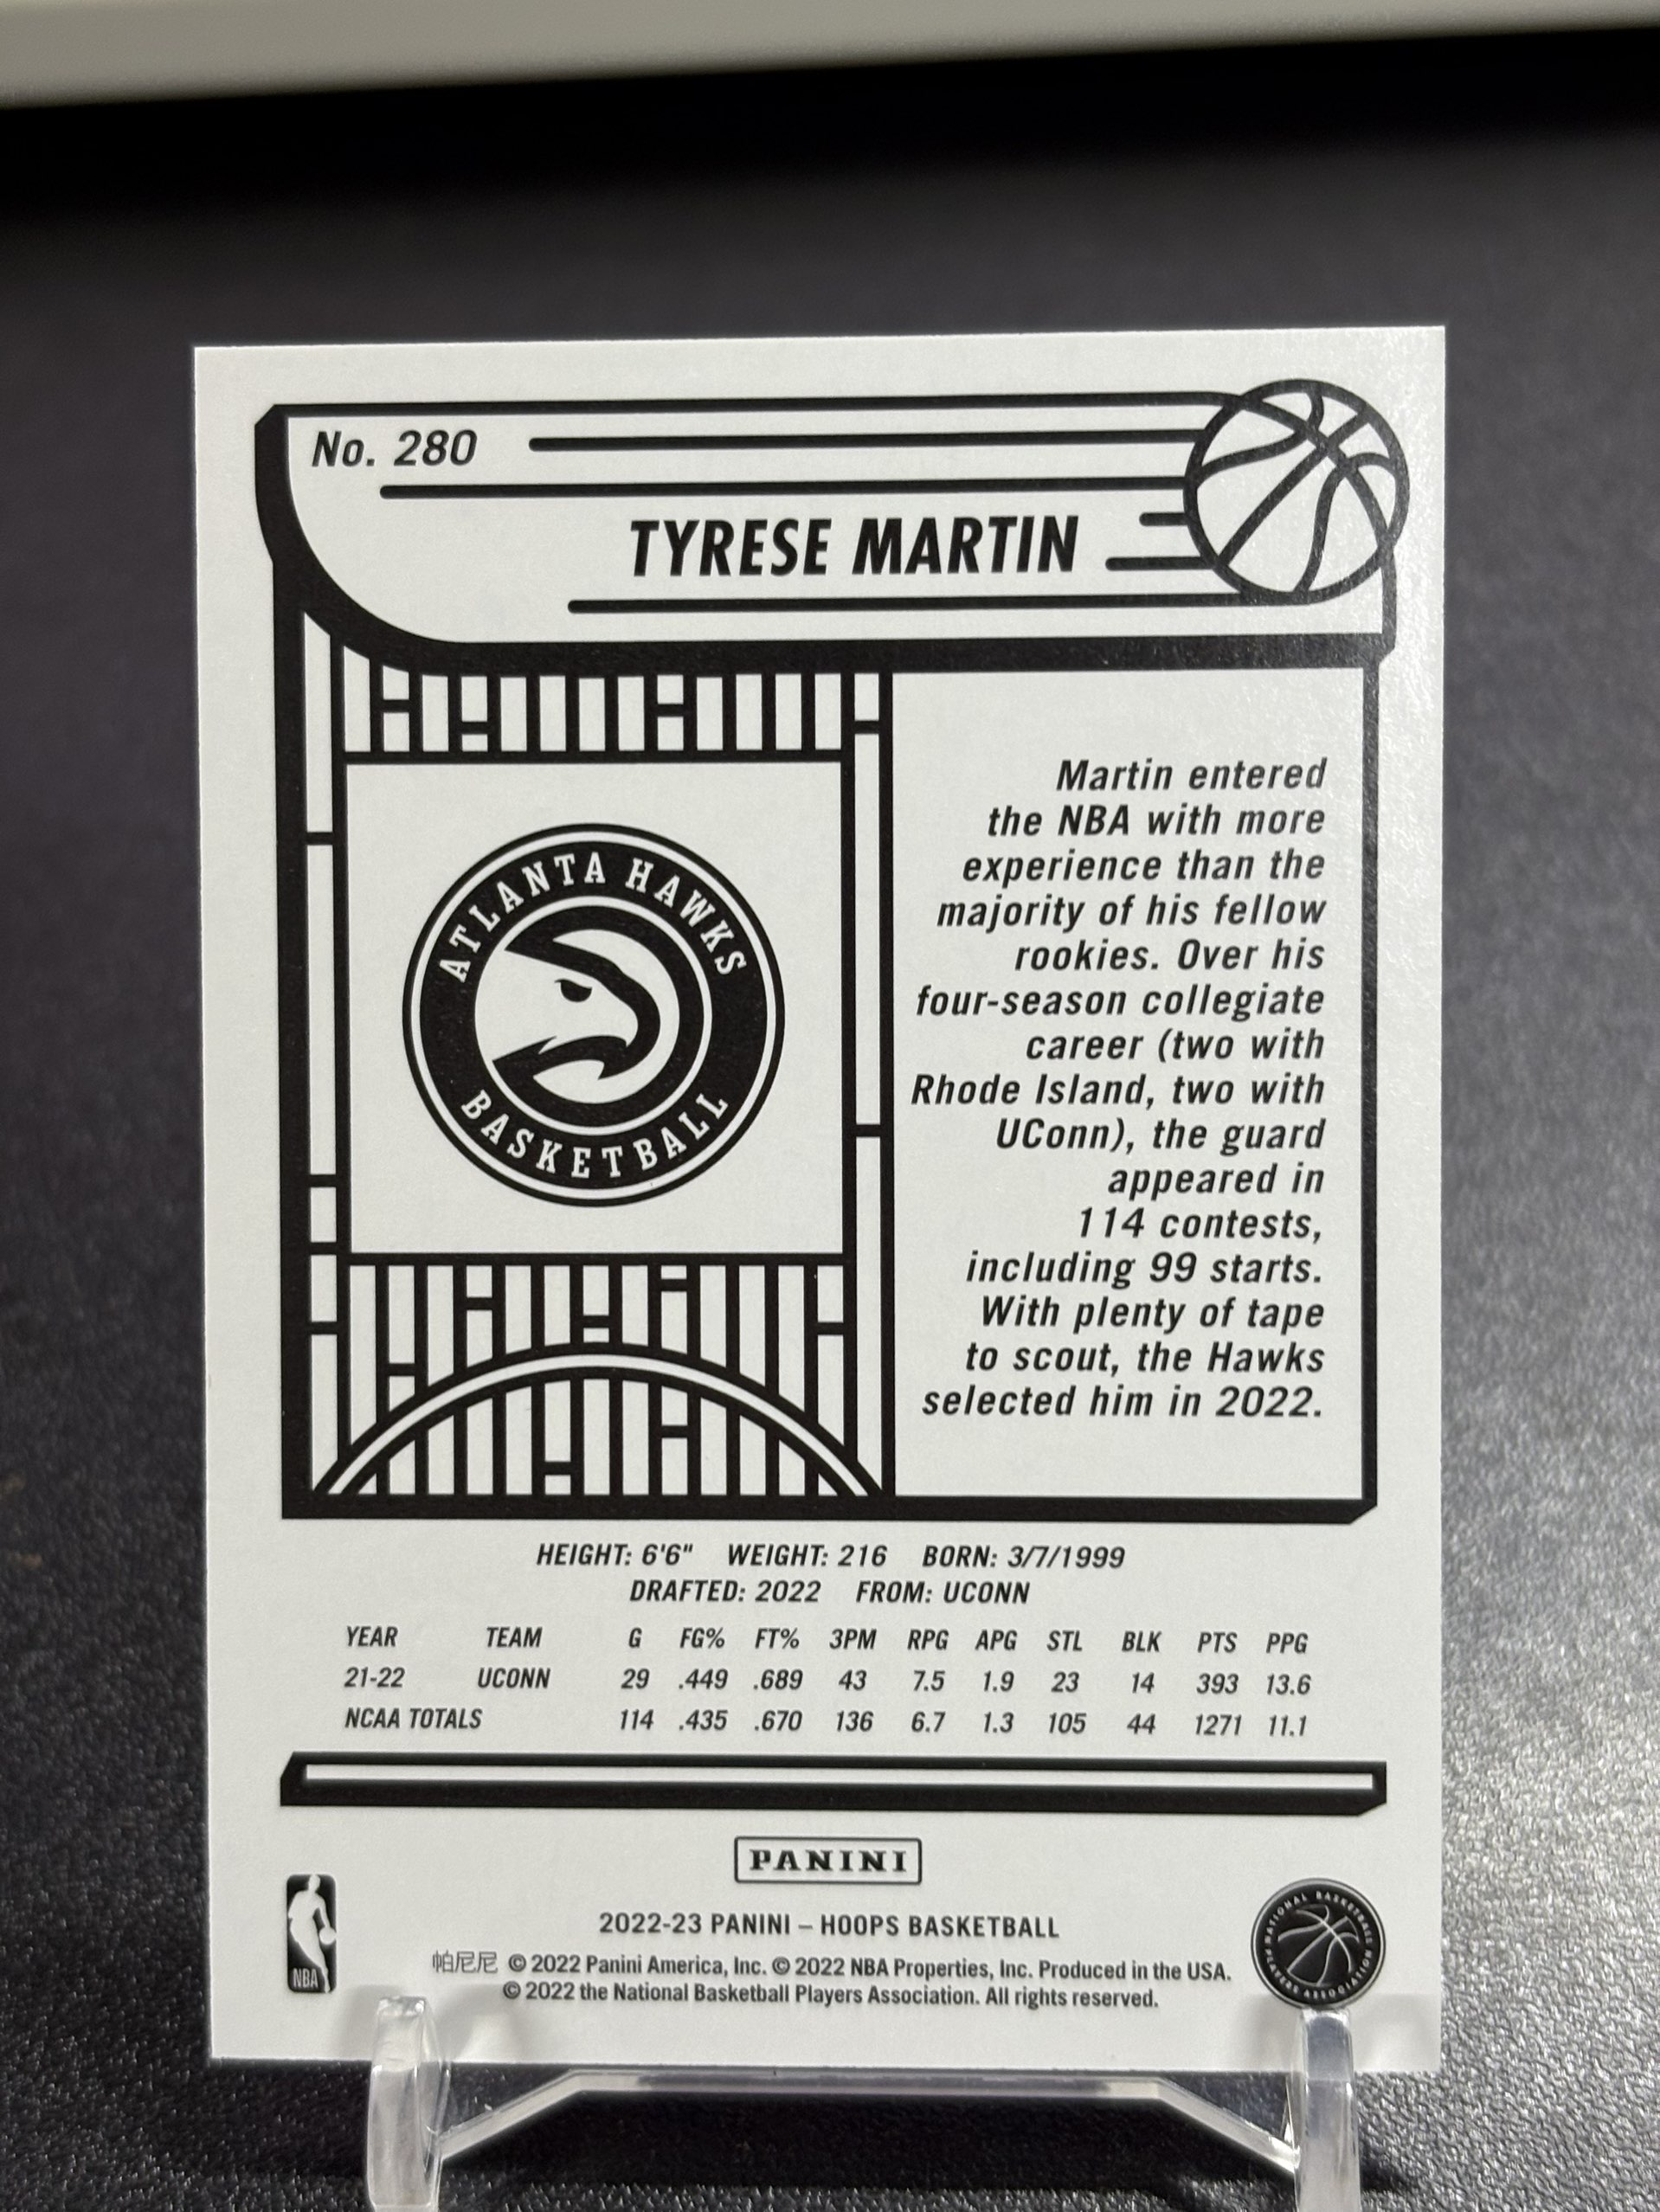 No. 280
TYRESE MARTIN
ATLANTA HAWKS
BASKETBALL
Martin entered
the NBA with more
experience than the
majority of his fellow
rookies. Over his
four-season collegiate
career (two with
Rhode Island, two with
UConn), the guard
appeared in
114 contests,
including 99 starts.
With plenty of tape
to scout, the Hawks
selected him in 2022.
HEIGHT: 6'6" WEIGHT: 216 BORN: 3/7/1999
DRAFTED: 2022 FROM: UCONN
YEAR TEAM G FG% FT% 3PM RPG APG STL BLK PTS PPG
21-22 UCONN 29 .449 .689 43 7.5 1.9 23 14 393 13.6
NCAA TOTALS 114 .435 .670 136 6.7 1.3 105 44 1271 11.1
PANINI
2022-23 PANINI – HOOPS BASKETBALL
帕尼尼 © 2022 Panini America, Inc. © 2022 NBA Properties, Inc. Produced in the USA.
© 2022 the National Basketball Players Association. All rights reserved.
NBA
NATIONAL BASKETBALL PLAYERS ASSOCIATION